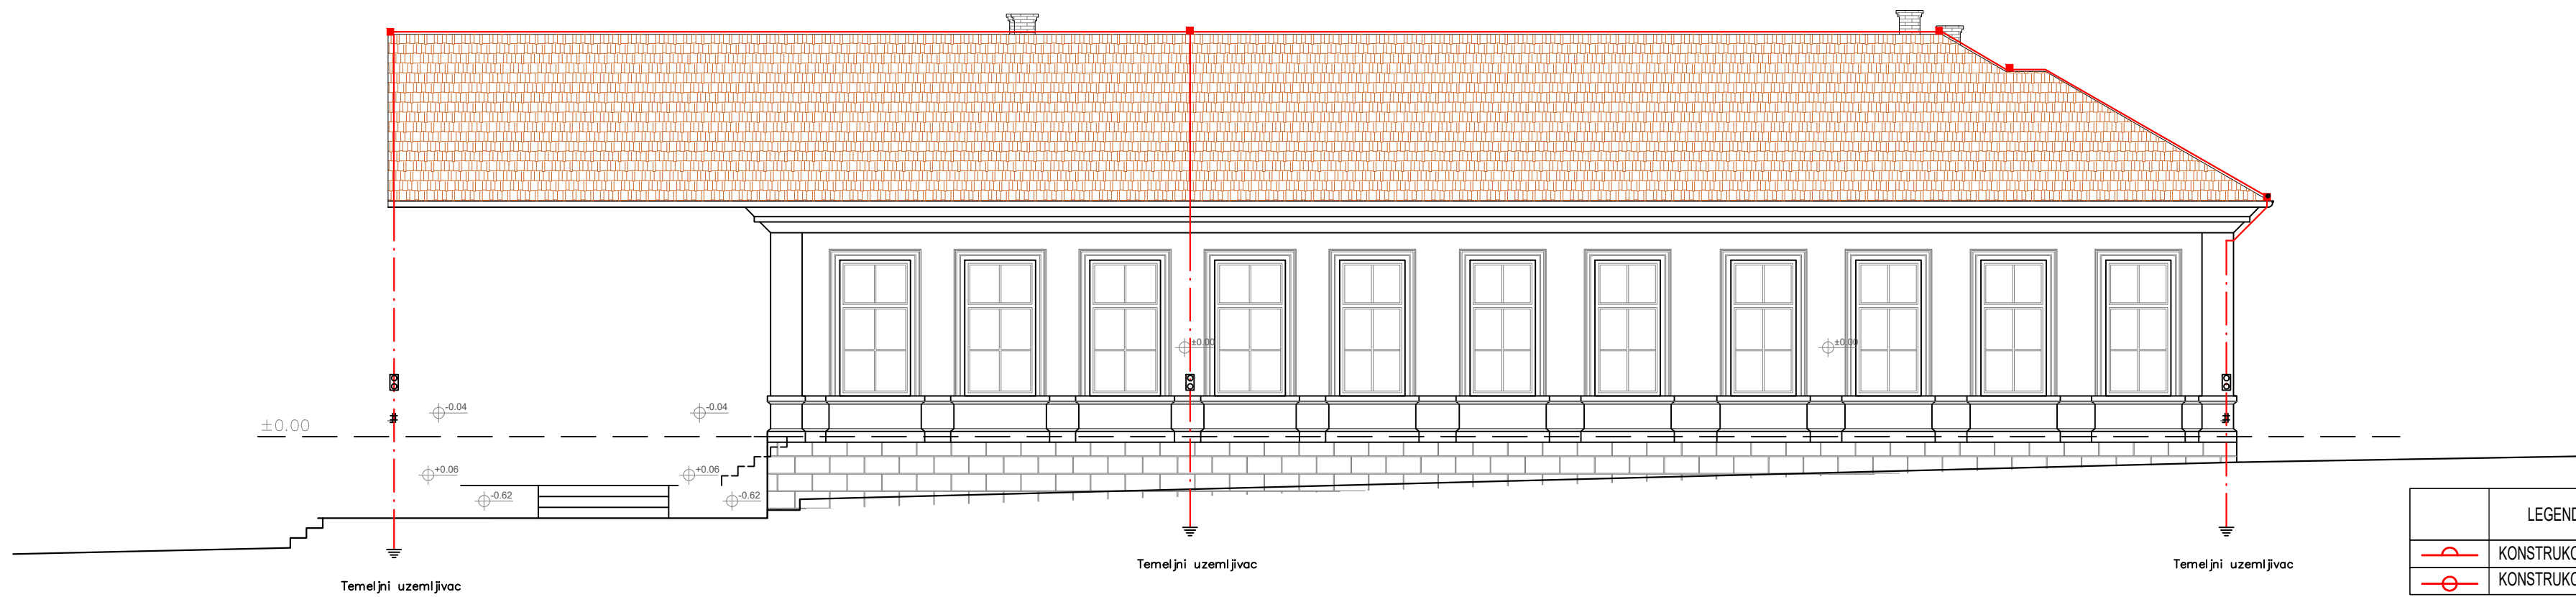 ±0.00
±0.00
-0.04
-0.04
±0.00
+0.06
+0.06
-0.62
-0.62
LEGEND
KONSTRUKC
KONSTRUKC
Temeljni uzemljivac
Temeljni uzemljivac
Temeljni uzemljivac